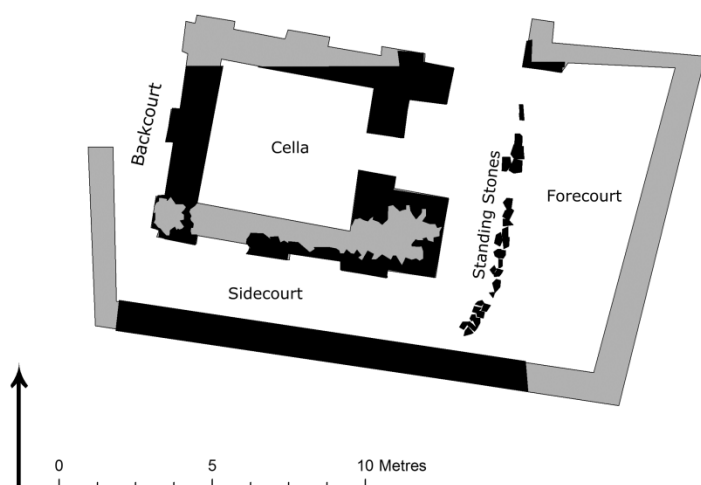 Backcourt
Cella
Standing Stones
Forecourt
Sidecourt
0 5 10 Metres